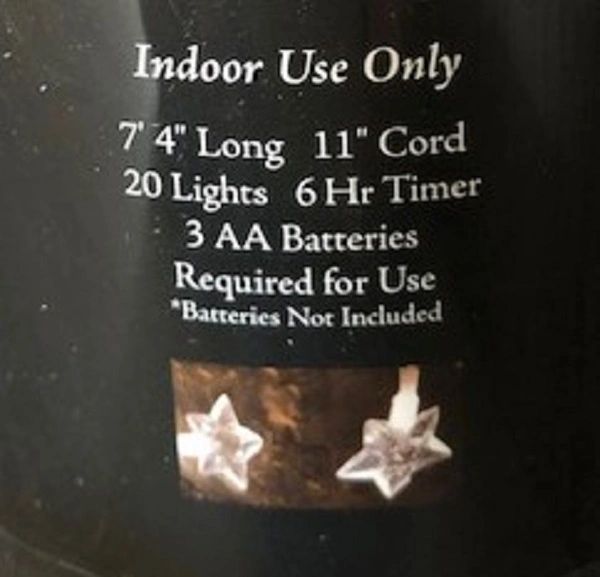 Indoor Use Only
7' 4" Long 11" Cord
20 Lights 6 Hr Timer
3 AA Batteries
Required for Use
*Batteries Not Included